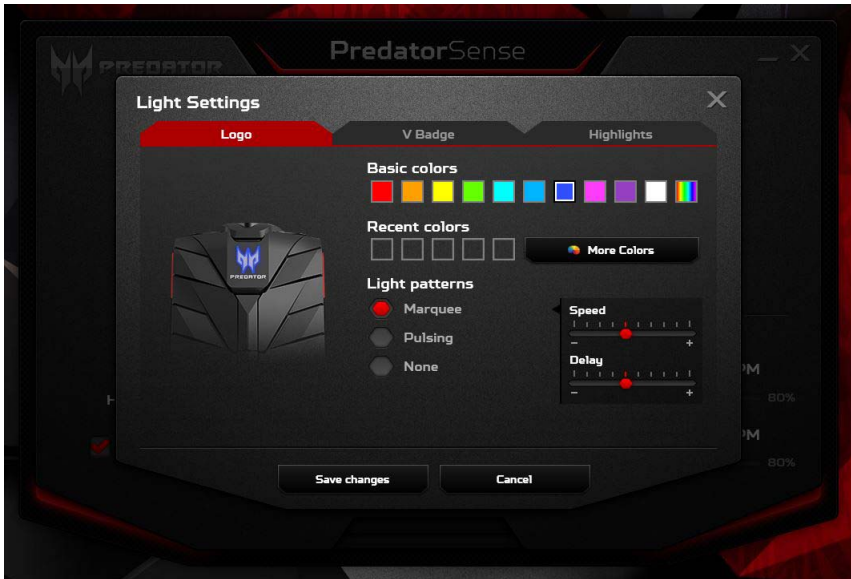 PREDATOR
PredatorSense
Light Settings
Logo
V Badge
Highlights
Basic colors
Recent colors
More Colors
PREDATOR
Light patterns
Marquee
Pulsing
None
Speed
- +
Delay
- +
PM
80%
H
PM
80%
Save changes
Cancel